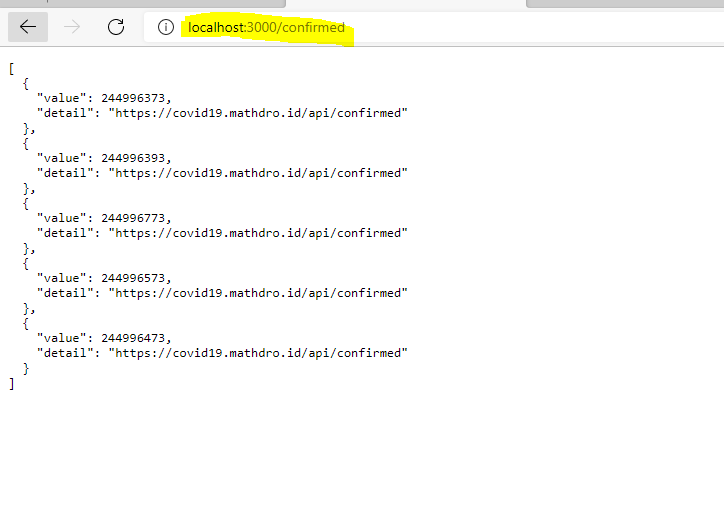 localhost:3000/confirmed
[
  {
    "value": 244996373,
    "detail": "https://covid19.mathdro.id/api/confirmed"
  },
  {
    "value": 244996393,
    "detail": "https://covid19.mathdro.id/api/confirmed"
  },
  {
    "value": 244996773,
    "detail": "https://covid19.mathdro.id/api/confirmed"
  },
  {
    "value": 244996573,
    "detail": "https://covid19.mathdro.id/api/confirmed"
  },
  {
    "value": 244996473,
    "detail": "https://covid19.mathdro.id/api/confirmed"
  }
]